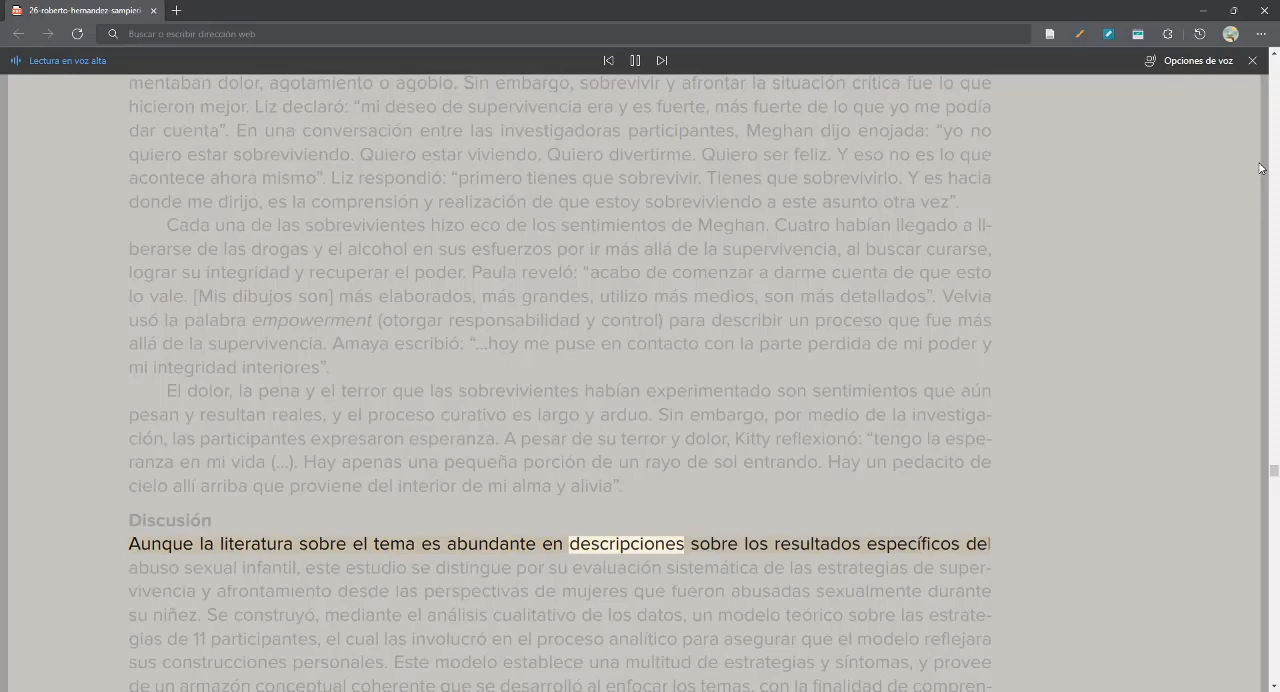 26-roberto-hernandez-sampieri
Buscar o escribir dirección web
Lectura en voz alta
Opciones de voz
mentaban dolor, agotamiento o agobio. Sin embargo, sobrevivir y afrontar la situación crítica fue lo que
hicieron mejor. Liz declaró: “mi deseo de supervivencia era y es fuerte, más fuerte de lo que yo me podía
dar cuenta”. En una conversación entre las investigadoras participantes, Meghan dijo enojada: “yo no
quiero estar sobreviviendo. Quiero estar viviendo. Quiero divertirme. Quiero ser feliz. Y eso no es lo que
acontece ahora mismo”. Liz respondió: “primero tienes que sobrevivir. Tienes que sobrevivirlo. Y es hacia
donde me dirijo, es la comprensión y realización de que estoy sobreviviendo a este asunto otra vez”.
Cada una de las sobrevivientes hizo eco de los sentimientos de Meghan. Cuatro habían llegado a li-
berarse de las drogas y el alcohol en sus esfuerzos por ir más allá de la supervivencia, al buscar curarse,
lograr su integridad y recuperar el poder. Paula reveló: “acabo de comenzar a darme cuenta de que esto
lo vale. [Mis dibujos son] más elaborados, más grandes, utilizo más medios, son más detallados”. Velvia
usó la palabra empowerment (otorgar responsabilidad y control) para describir un proceso que fue más
allá de la supervivencia. Amaya escribió: “...hoy me puse en contacto con la parte perdida de mi poder y
mi integridad interiores”.
El dolor, la pena y el terror que las sobrevivientes habían experimentado son sentimientos que aún
pesan y resultan reales, y el proceso curativo es largo y arduo. Sin embargo, por medio de la investiga-
ción, las participantes expresaron esperanza. A pesar de su terror y dolor, Kitty reflexionó: “tengo la espe-
ranza en mi vida (...). Hay apenas una pequeña porción de un rayo de sol entrando. Hay un pedacito de
cielo allí arriba que proviene del interior de mi alma y alivia”.
Discusión
Aunque la literatura sobre el tema es abundante en descripciones sobre los resultados específicos del
abuso sexual infantil, este estudio se distingue por su evaluación sistemática de las estrategias de super-
vivencia y afrontamiento desde las perspectivas de mujeres que fueron abusadas sexualmente durante
su niñez. Se construyó, mediante el análisis cualitativo de los datos, un modelo teórico sobre las estrate-
gias de 11 participantes, el cual las involucró en el proceso analítico para asegurar que el modelo reflejara
sus construcciones personales. Este modelo establece una multitud de estrategias y síntomas, y provee
de un armazón conceptual coherente que se desarrolló al enfocar los temas, con la finalidad de compren-